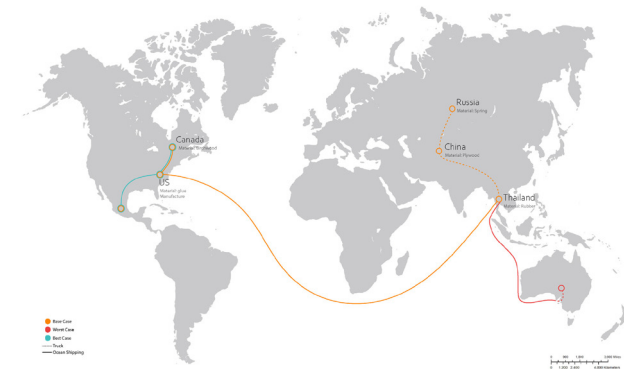 Russia
Material Spring
Canada
Material
China
Material Plywood
US
Material glue
Manufacture
Thailand
Material Rubber
Base Case
Worst Case
Best Case
Truck
Ocean Shipping